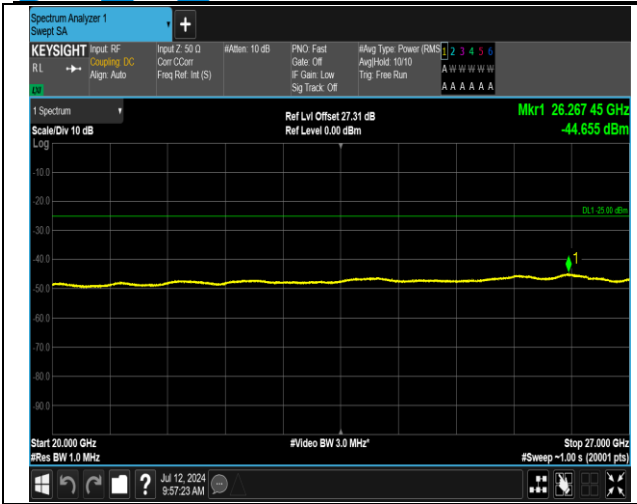 Spectrum Analyzer 1
Swept SA
KEYSIGHT
RL
LXI
Input: RF
Coupling: DC
Align: Auto
Input Z: 50 Ω
Corr CCorr
Freq Ref: Int (S)
#Atten: 10 dB
PNO: Fast
Gate: Off
IF Gain: Low
Sig Track: Off
#Avg Type: Power (RMS
Avg|Hold: 10/10
Trig: Free Run
1 2 3 4 5 6
A W W W W W
A A A A A A
1 Spectrum
Scale/Div 10 dB
Log
Ref Lvl Offset 27.31 dB
Ref Level 0.00 dBm
Mkr1 26.267 45 GHz
-44.655 dBm
-10.0
-20.0
DL1 -25.00 dBm
-30.0
-40.0
1
-50.0
-60.0
-70.0
-80.0
-90.0
Start 20.000 GHz
#Res BW 1.0 MHz
#Video BW 3.0 MHz*
Stop 27.000 GHz
#Sweep ~1.00 s (20001 pts)
?
Jul 12, 2024
9:57:23 AM